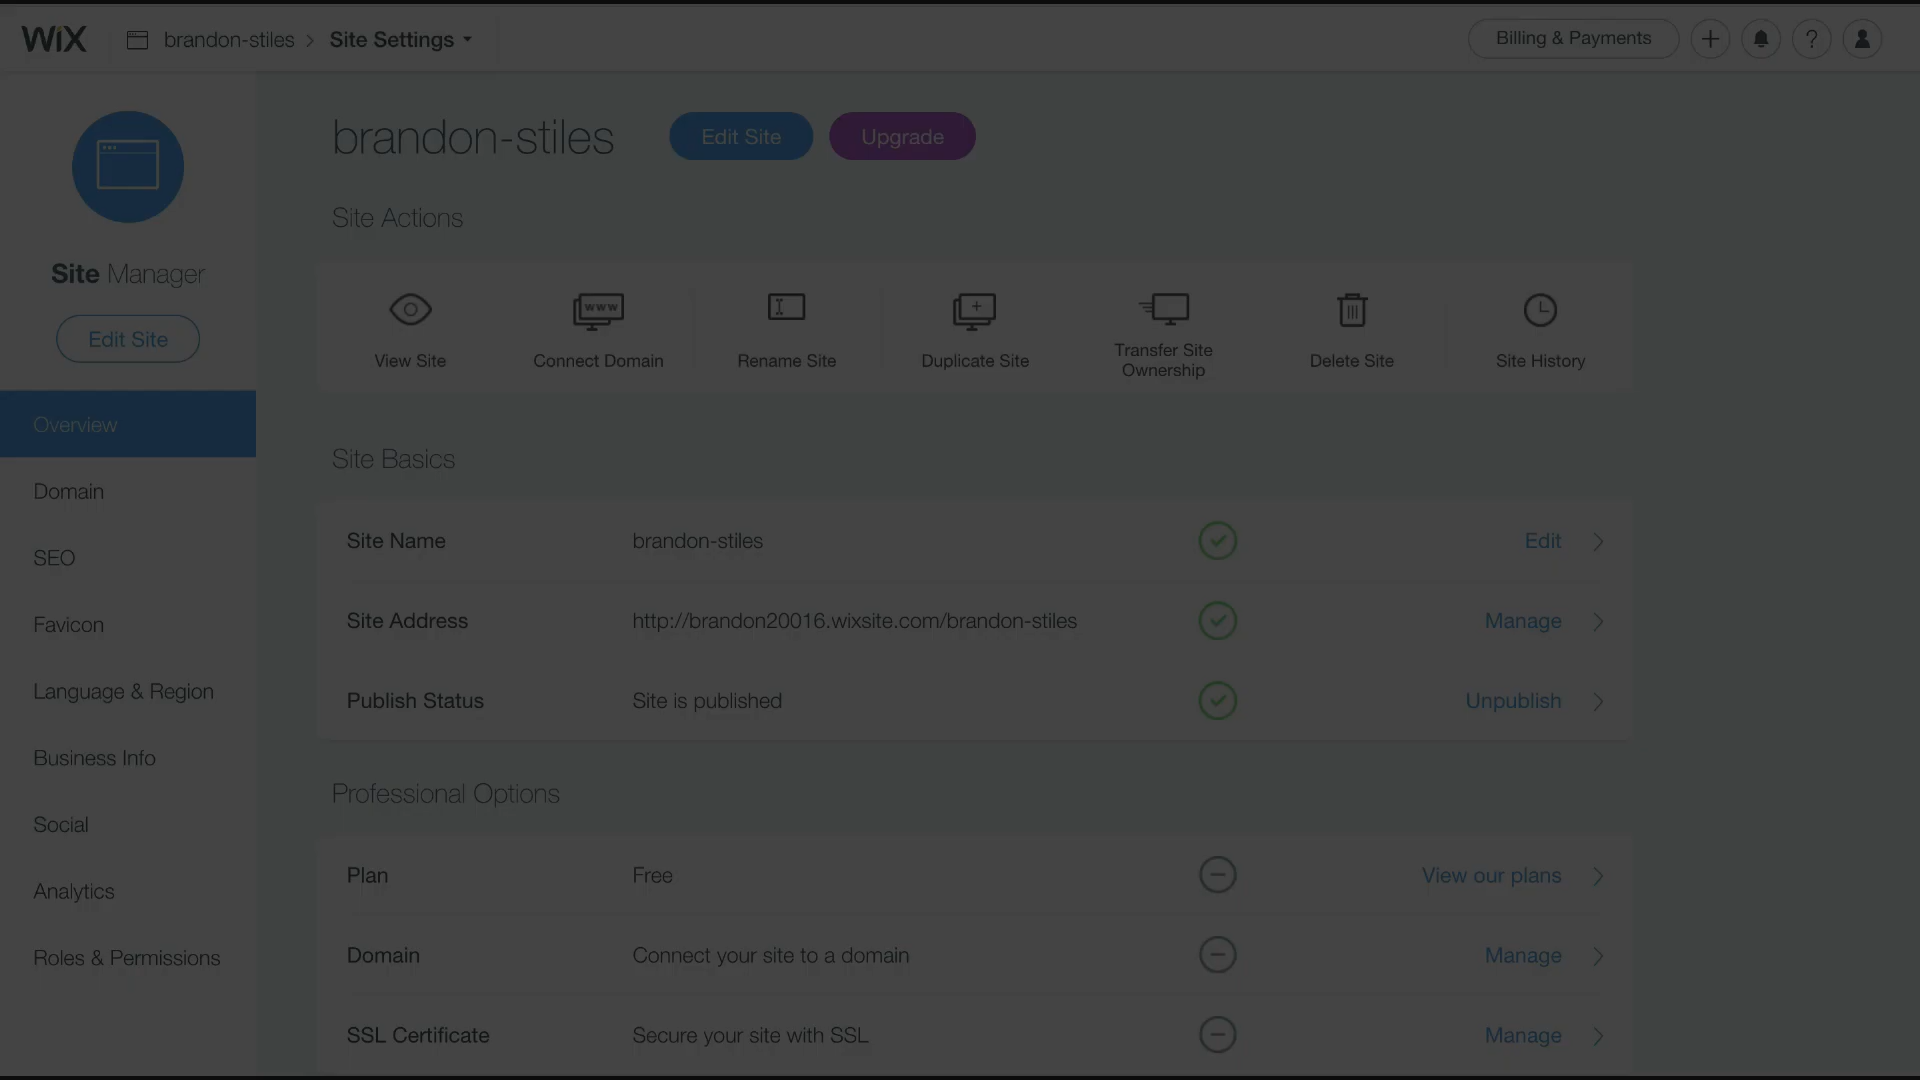 WiX
brandon-stiles > Site Settings
Billing & Payments
?
brandon-stiles
Edit Site
Upgrade
Site Manager
Edit Site
Overview
Domain
SEO
Favicon
Language & Region
Business Info
Social
Analytics
Roles & Permissions
Site Actions
View Site
www
Connect Domain
Rename Site
Duplicate Site
Transfer Site
Ownership
Delete Site
Site History
Site Basics
Site Name brandon-stiles Edit
Site Address http://brandon20016.wixsite.com/brandon-stiles Manage
Publish Status Site is published Unpublish
Professional Options
Plan Free View our plans
Domain Connect your site to a domain Manage
SSL Certificate Secure your site with SSL Manage